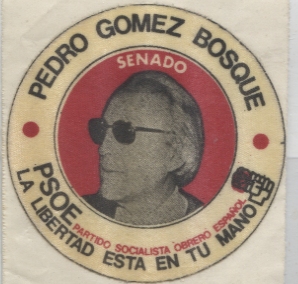 PEDRO GOMEZ BOSQUE
SENADO
PSOE
PARTIDO SOCIALISTA OBRERO ESPAÑOL
LA LIBERTAD ESTA EN TU MANO